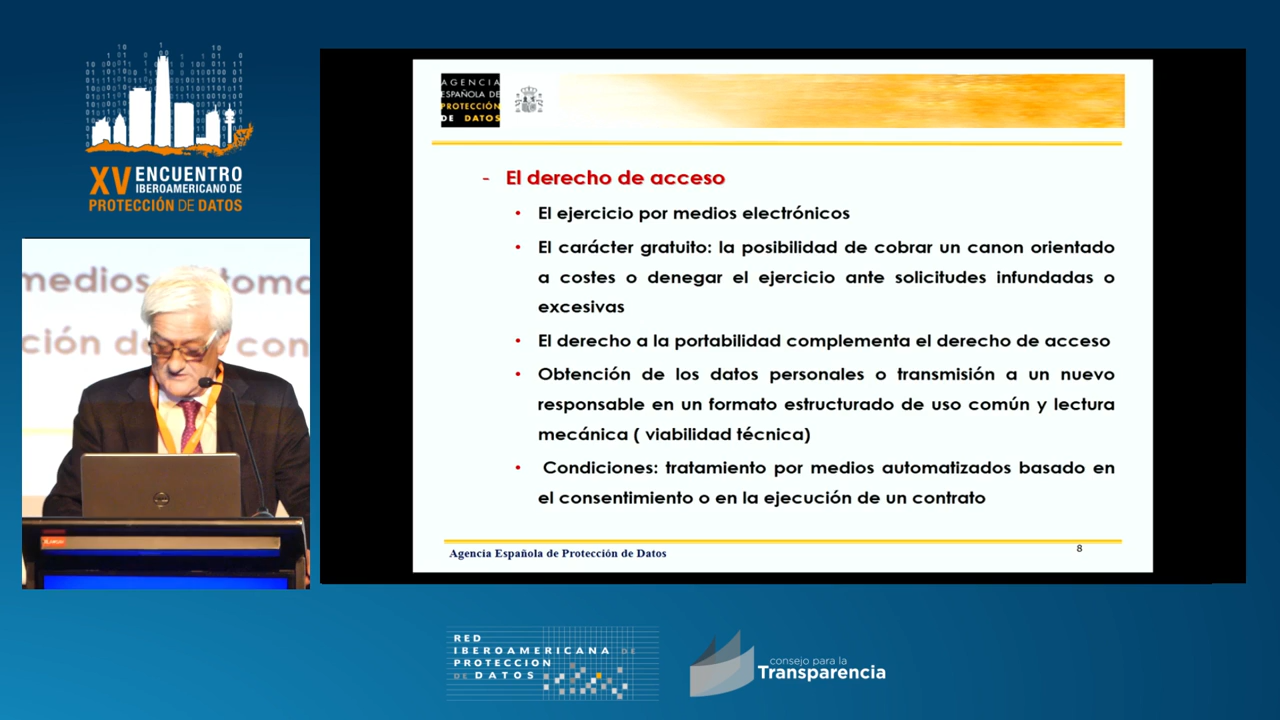 XV ENCUENTRO
IBEROAMERICANO DE
PROTECCIÓN DE DATOS
medios
ción de
con
AGENCIA
ESPAÑOLA DE
PROTECCIÓN
DE DATOS
- El derecho de acceso
• El ejercicio por medios electrónicos
• El carácter gratuito: la posibilidad de cobrar un canon orientado
a costes o denegar el ejercicio ante solicitudes infundadas o
excesivas
• El derecho a la portabilidad complementa el derecho de acceso
• Obtención de los datos personales o transmisión a un nuevo
responsable en un formato estructurado de uso común y lectura
mecánica ( viabilidad técnica)
• Condiciones: tratamiento por medios automatizados basado en
el consentimiento o en la ejecución de un contrato
Agencia Española de Protección de Datos
8
RED
IBEROAMERICANA DE
PROTECCION
DE DATOS
consejo para la
Transparencia